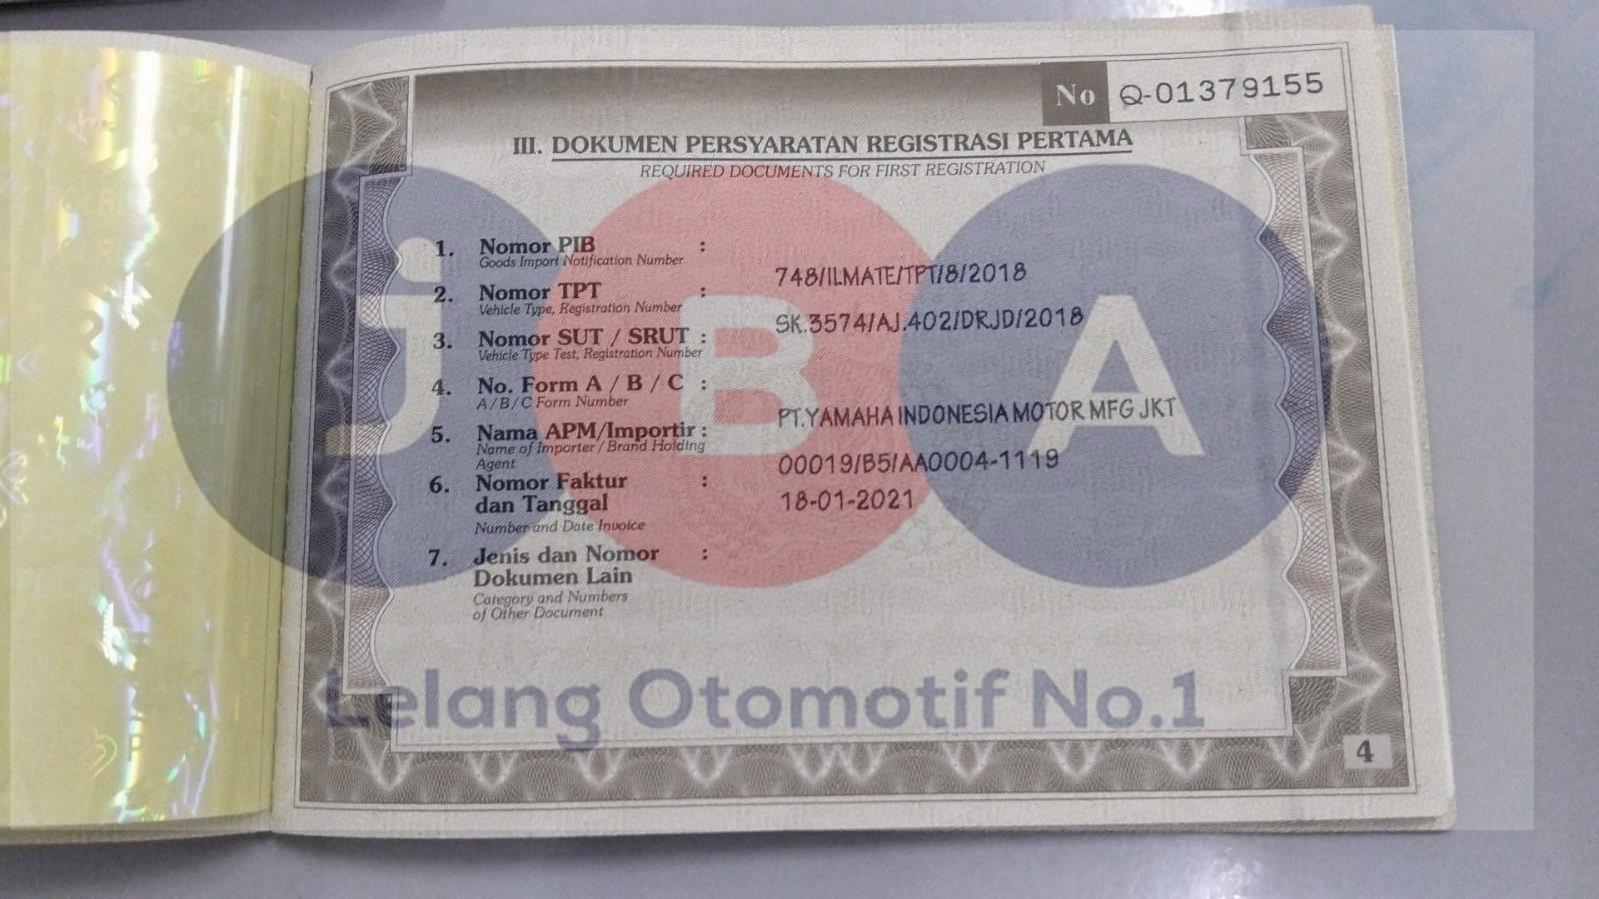 No Q-01379155
III. DOKUMEN PERSYARATAN REGISTRASI PERTAMA
REQUIRED DOCUMENTS FOR FIRST REGISTRATION
1. Nomor PIB :
Goods Import Notification Number
748/ILMATE/TPT/8/2018
2. Nomor TPT :
Vehicle Type, Registration Number
SK.3574/AJ.402/DRJD/2018
3. Nomor SUT / SRUT :
Vehicle Type Test, Registration Number
4. No. Form A / B / C :
A / B / C Form Number
PT.YAMAHA INDONESIA MOTOR MFG JKT
5. Nama APM/Importir :
Name of Importer / Brand Holding
Agent
00019/B5/AA0004-1119
6. Nomor Faktur :
dan Tanggal
18-01-2021
Number and Date Invoice
7. Jenis dan Nomor :
Dokumen Lain
Category and Numbers
of Other Document
jBA
Lelang Otomotif No.1
4